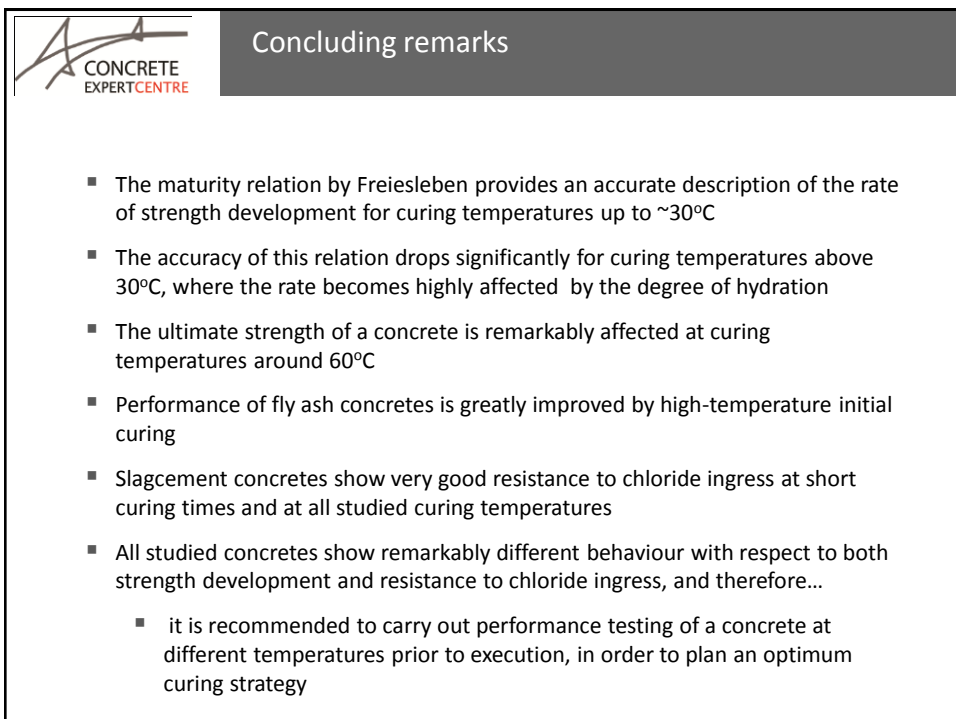 CONCRETE
EXPERTCENTRE
Concluding remarks
▪ The maturity relation by Freiesleben provides an accurate description of the rate
of strength development for curing temperatures up to ~30ºC
▪ The accuracy of this relation drops significantly for curing temperatures above
30ºC, where the rate becomes highly affected  by the degree of hydration
▪ The ultimate strength of a concrete is remarkably affected at curing
temperatures around 60ºC
▪ Performance of fly ash concretes is greatly improved by high-temperature initial
curing
▪ Slagcement concretes show very good resistance to chloride ingress at short
curing times and at all studied curing temperatures
▪ All studied concretes show remarkably different behaviour with respect to both
strength development and resistance to chloride ingress, and therefore…
▪ it is recommended to carry out performance testing of a concrete at
different temperatures prior to execution, in order to plan an optimum
curing strategy